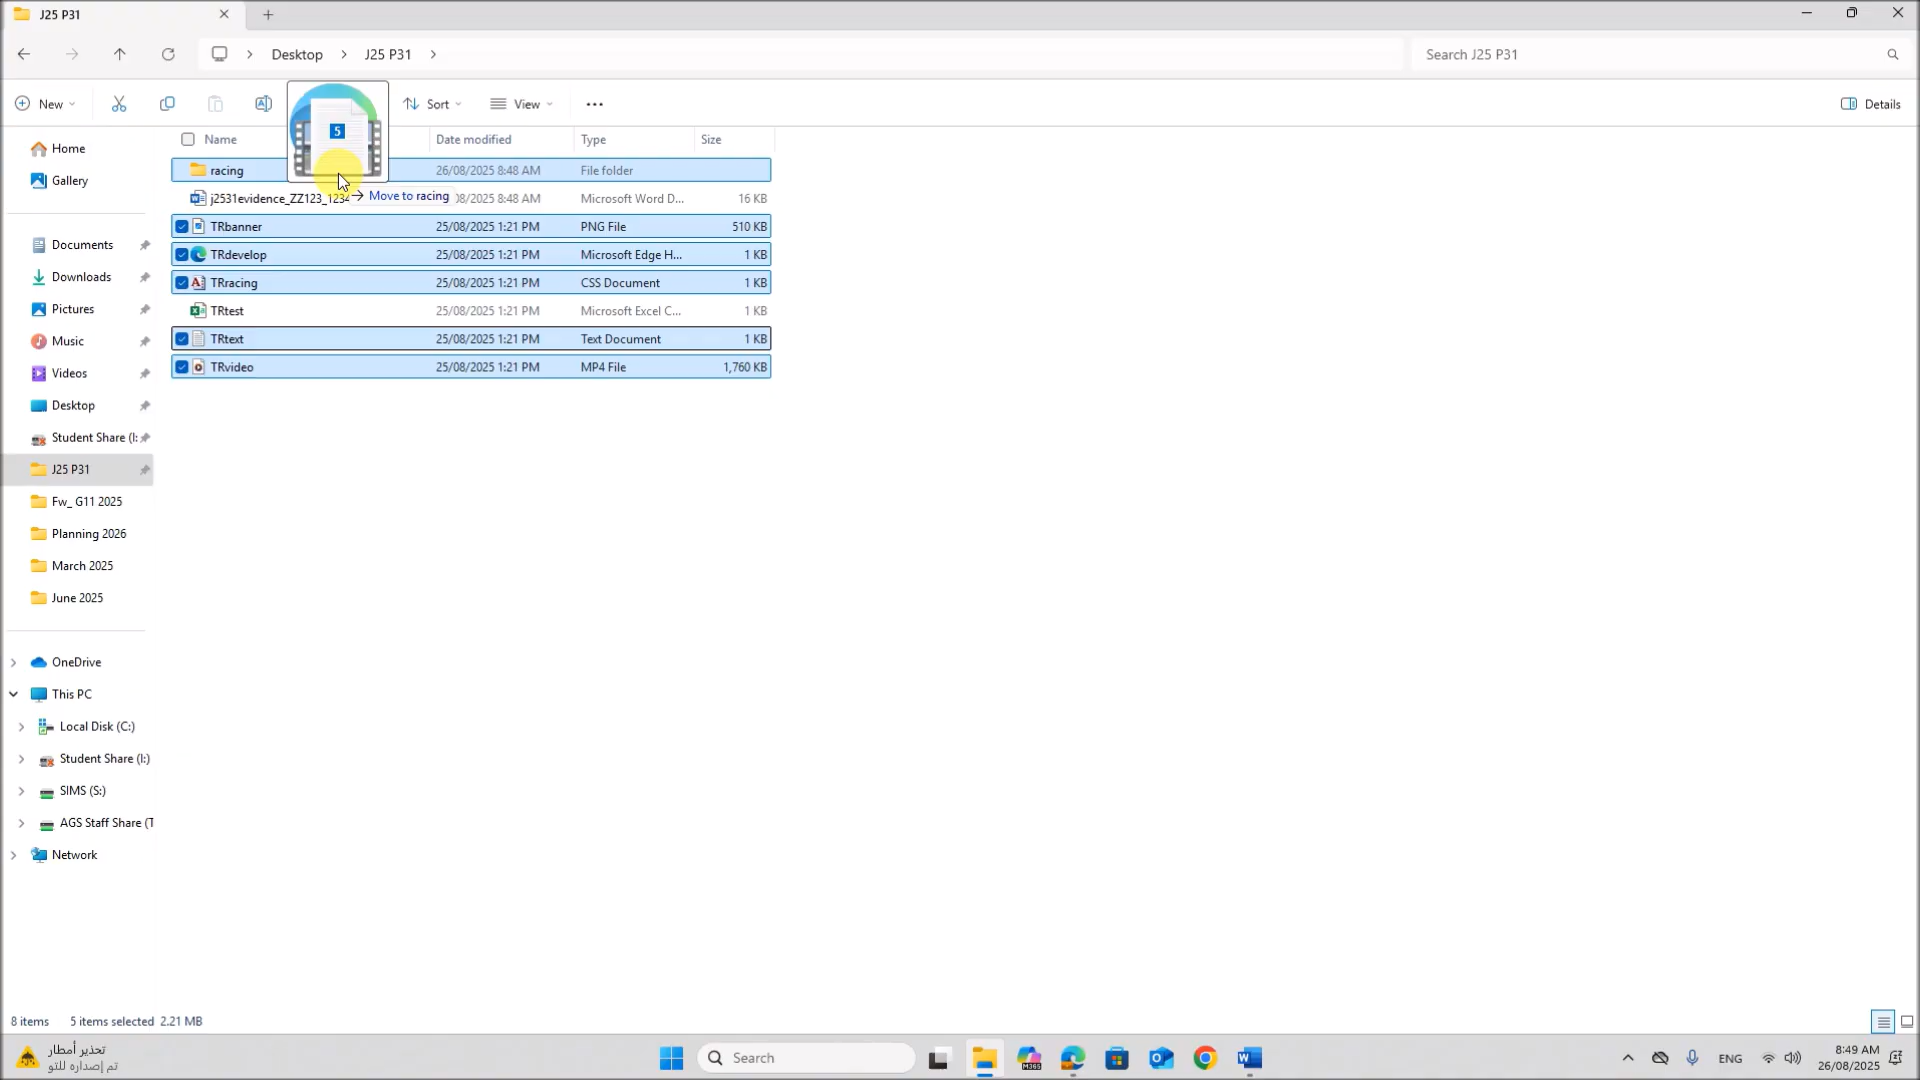 J25 P31
Desktop
J25 P31
Search J25 P31
New
Sort
View
Details
Name
Date modified
Type
Size
5
Move to racing
racing
26/08/2025 8:48 AM
File folder
j2531evidence_ZZ123_1234
08/2025 8:48 AM
Microsoft Word D...
16 KB
TRbanner
25/08/2025 1:21 PM
PNG File
510 KB
TRdevelop
25/08/2025 1:21 PM
Microsoft Edge H...
1 KB
TRracing
25/08/2025 1:21 PM
CSS Document
1 KB
TRtest
25/08/2025 1:21 PM
Microsoft Excel C...
1 KB
TRtext
25/08/2025 1:21 PM
Text Document
1 KB
TRvideo
25/08/2025 1:21 PM
MP4 File
1,760 KB
Home
Gallery
Documents
Downloads
Pictures
Music
Videos
Desktop
Student Share (I:
J25 P31
Fw_ G11 2025
Planning 2026
March 2025
June 2025
OneDrive
This PC
Local Disk (C:)
Student Share (I:)
SIMS (S:)
AGS Staff Share (T
Network
8 items
5 items selected 2.21 MB
تحذير أمطار
تم إصداره للتو
Search
M365
ENG
8:49 AM
26/08/2025